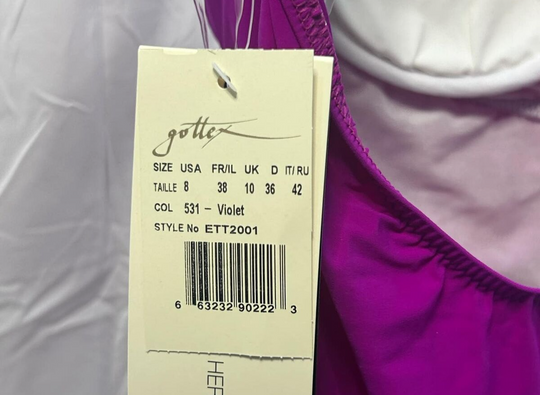 gottex
SIZE USA FR/IL UK D IT/RU
TAILLE 8 38 10 36 42
COL 531 - Violet
STYLE No ETT2001
6 63232 90222 3
HER